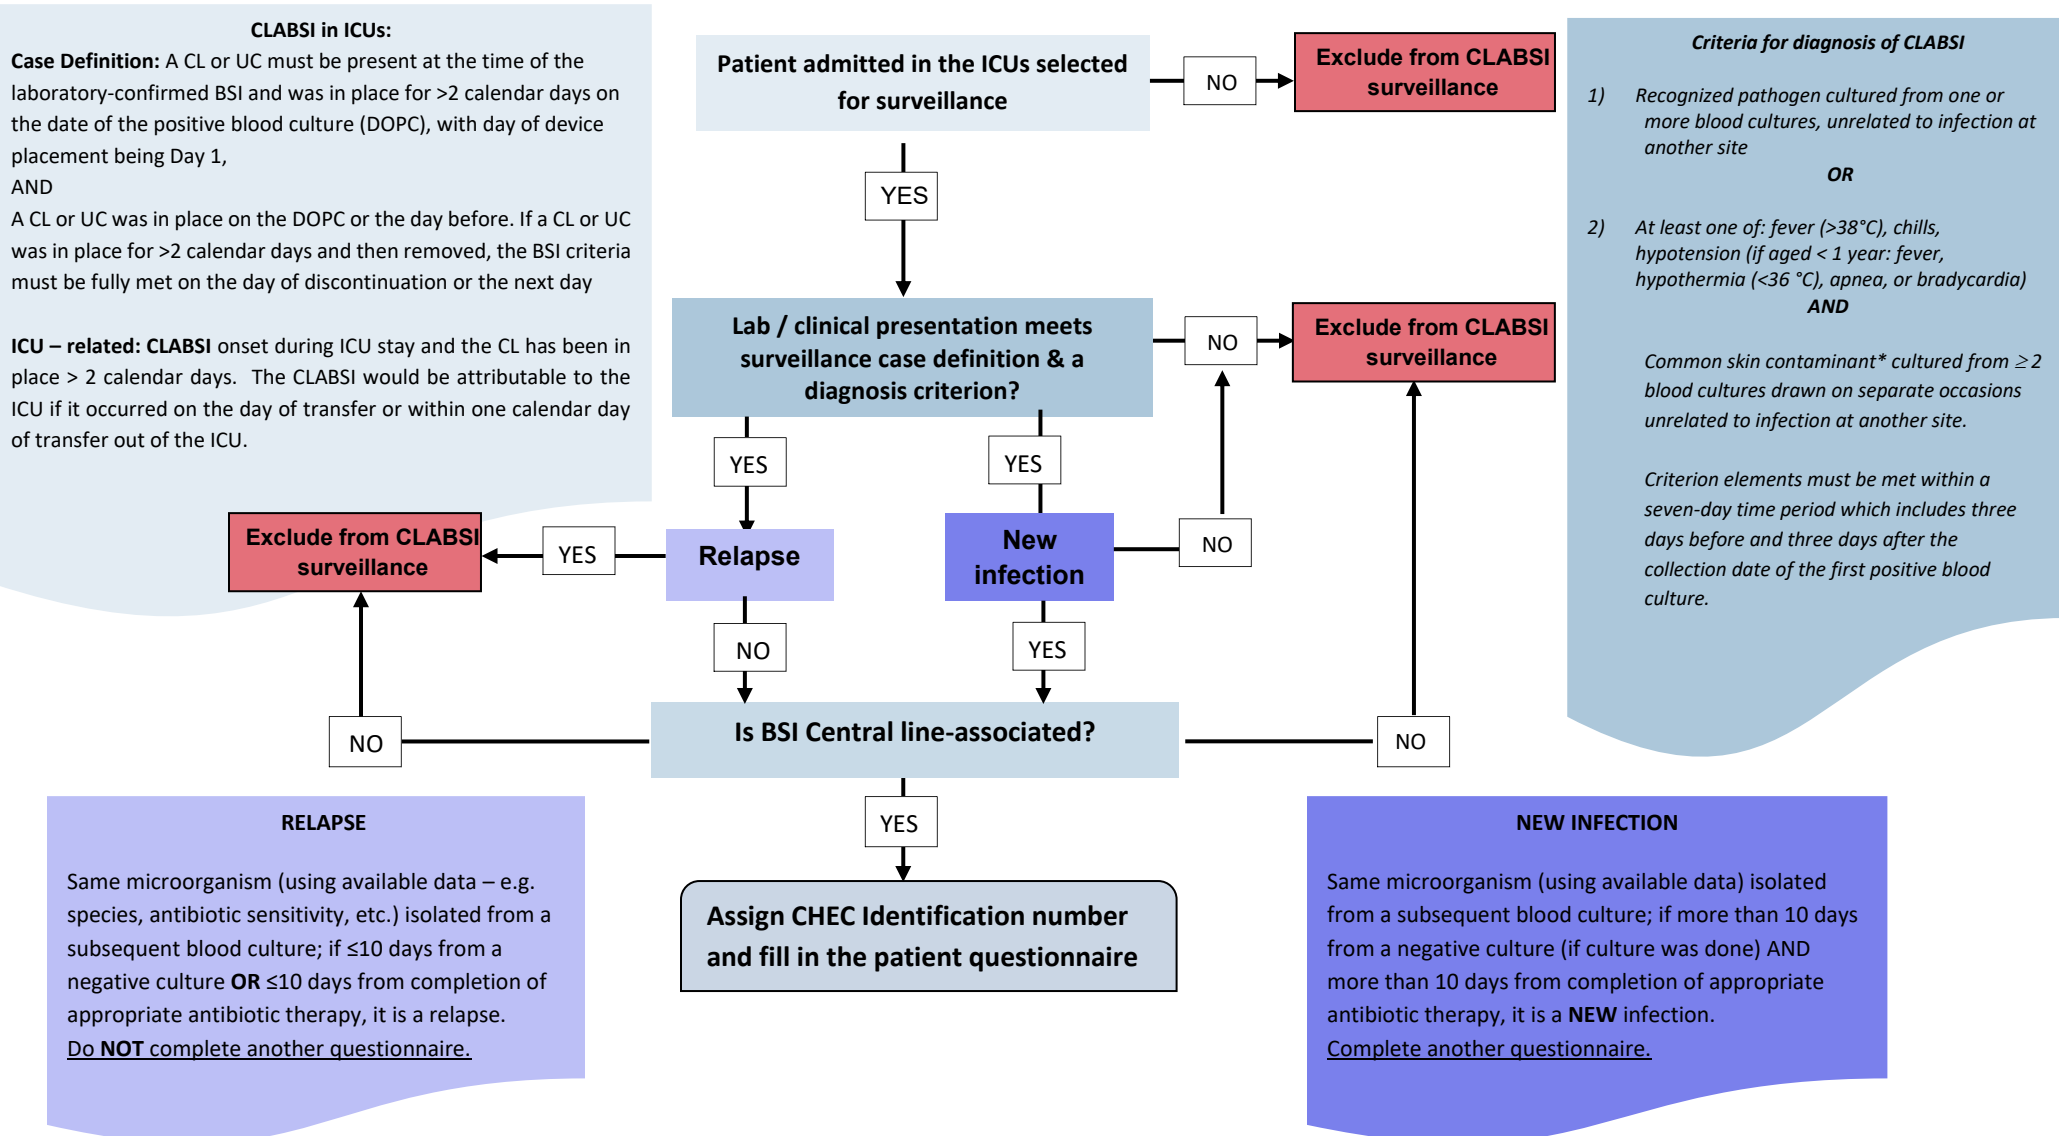 CLABSI in ICUs:
Case Definition: A CL or UC must be present at the time of the
laboratory-confirmed BSI and was in place for >2 calendar days on
the date of the positive blood culture (DOPC), with day of device
placement being Day 1,
AND
A CL or UC was in place on the DOPC or the day before. If a CL or UC
was in place for >2 calendar days and then removed, the BSI criteria
must be fully met on the day of discontinuation or the next day
ICU – related: CLABSI onset during ICU stay and the CL has been in
place > 2 calendar days. The CLABSI would be attributable to the
ICU if it occurred on the day of transfer or within one calendar day
of transfer out of the ICU.
Patient admitted in the ICUs selected
for surveillance
NO
Exclude from CLABSI
surveillance
YES
Lab / clinical presentation meets
surveillance case definition & a
diagnosis criterion?
NO
Exclude from CLABSI
surveillance
YES
YES
Exclude from CLABSI
surveillance
YES
Relapse
New
infection
NO
NO
YES
Is BSI Central line-associated?
NO
NO
YES
Assign CHEC Identification number
and fill in the patient questionnaire
Criteria for diagnosis of CLABSI
1) Recognized pathogen cultured from one or
more blood cultures, unrelated to infection at
another site
OR
2) At least one of: fever (>38°C), chills,
hypotension (if aged < 1 year: fever,
hypothermia (<36 °C), apnea, or bradycardia)
AND
Common skin contaminant* cultured from ≥ 2
blood cultures drawn on separate occasions
unrelated to infection at another site.
Criterion elements must be met within a
seven-day time period which includes three
days before and three days after the
collection date of the first positive blood
culture.
RELAPSE
Same microorganism (using available data – e.g.
species, antibiotic sensitivity, etc.) isolated from a
subsequent blood culture; if ≤10 days from a
negative culture OR ≤10 days from completion of
appropriate antibiotic therapy, it is a relapse.
Do NOT complete another questionnaire.
NEW INFECTION
Same microorganism (using available data) isolated
from a subsequent blood culture; if more than 10 days
from a negative culture (if culture was done) AND
more than 10 days from completion of appropriate
antibiotic therapy, it is a NEW infection.
Complete another questionnaire.